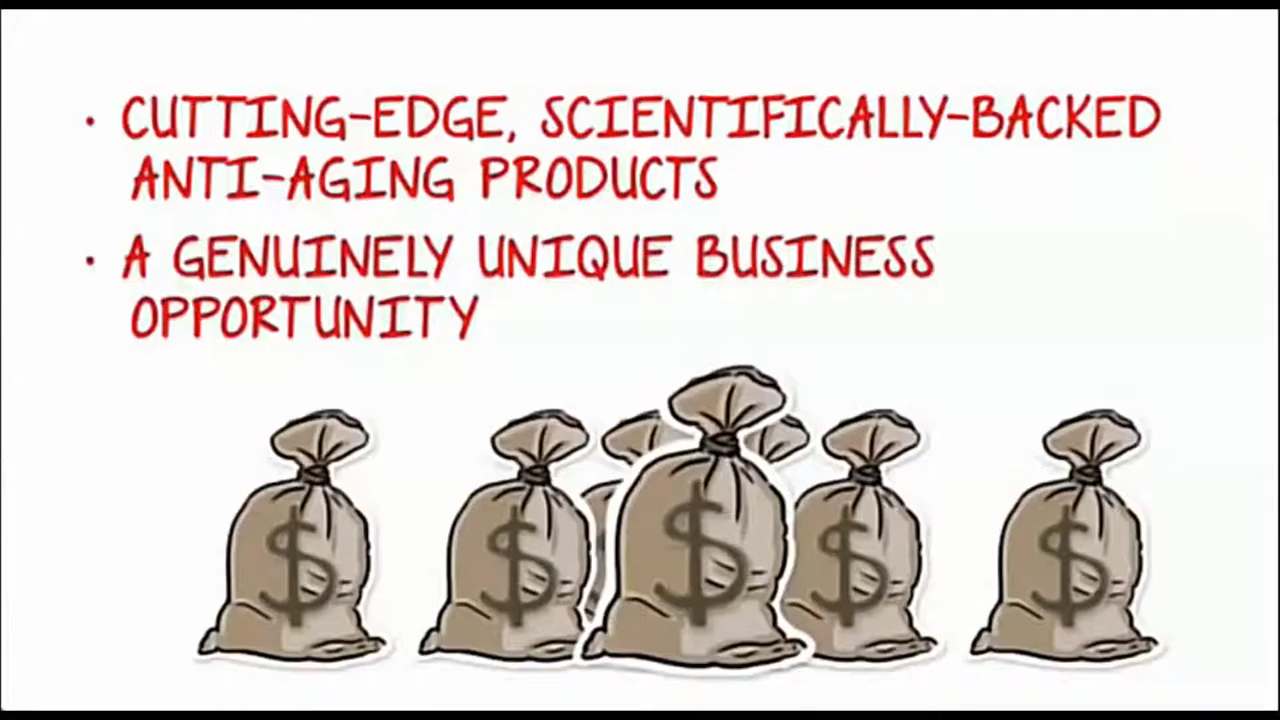 · CUTTING-EDGE, SCIENTIFICALLY-BACKED
ANTI-AGING PRODUCTS
· A GENUINELY UNIQUE BUSINESS
OPPORTUNITY
$ $ $ $ $